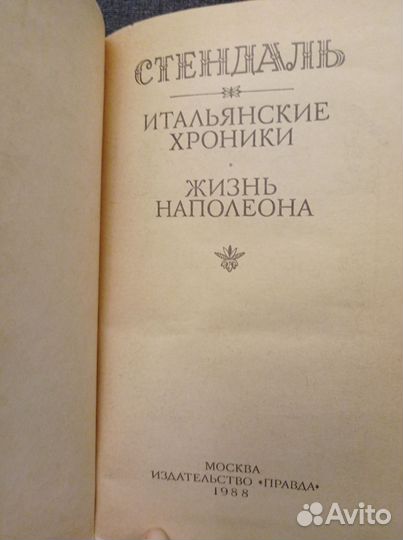 СТЕНДАЛЬ
ИТАЛЬЯНСКИЕ
ХРОНИКИ
ЖИЗНЬ
НАПОЛЕОНА
МОСКВА
ИЗДАТЕЛЬСТВО «ПРАВДА»
1988
Avito